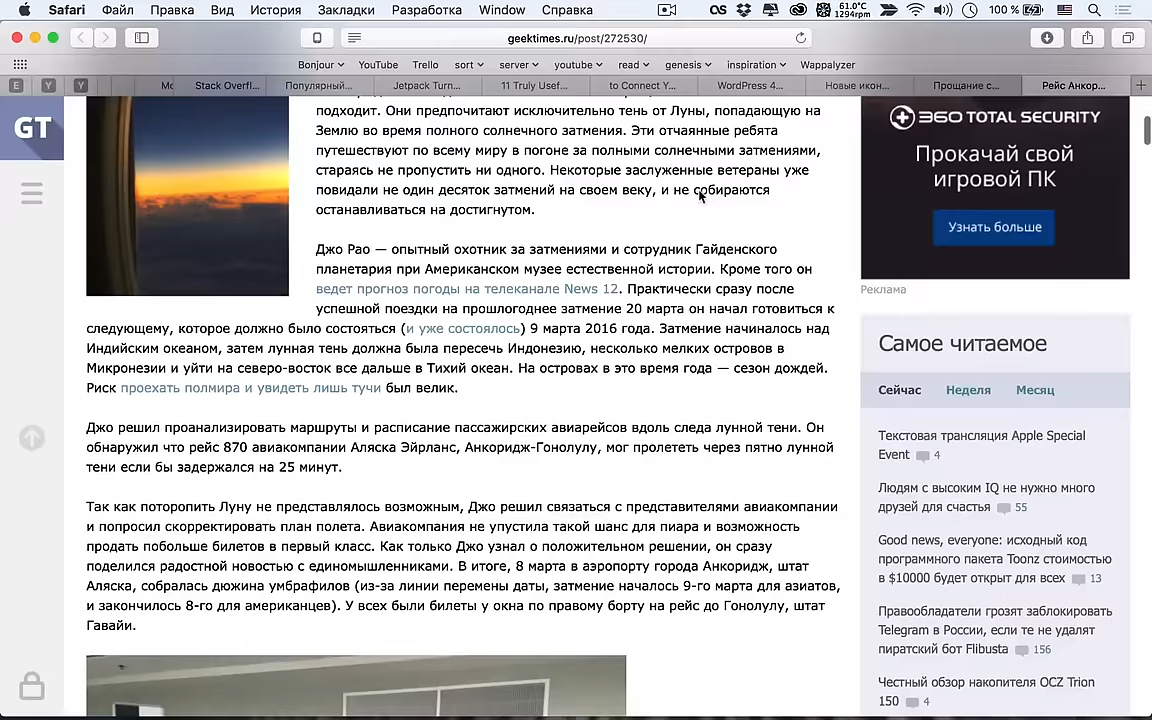 Safari Файл Правка Вид История Закладки Разработка Window Справка 61.0°C 1294rpm 100 %
geektimes.ru/post/272530/
Bonjour YouTube Trello sort server youtube read genesis inspiration Wappalyzer
E Y Y Mc Stack Overfl... Популярный... Jetpack Turn... 11 Truly Usef... to Connect Y... WordPress 4... Новые икон... Прощание с... Рейс Анкор...
GT
подходит. Они предпочитают исключительно тень от Луны, попадающую на
Землю во время полного солнечного затмения. Эти отчаянные ребята
путешествуют по всему миру в погоне за полными солнечными затмениями,
стараясь не пропустить ни одного. Некоторые заслуженные ветераны уже
повидали не один десяток затмений на своем веку, и не собираются
останавливаться на достигнутом.
Джо Рао — опытный охотник за затмениями и сотрудник Гайденского
планетария при Американском музее естественной истории. Кроме того он
ведет прогноз погоды на телеканале News 12. Практически сразу после
успешной поездки на прошлогоднее затмение 20 марта он начал готовиться к
следующему, которое должно было состояться (и уже состоялось) 9 марта 2016 года. Затмение начиналось над
Индийским океаном, затем лунная тень должна была пересечь Индонезию, несколько мелких островов в
Микронезии и уйти на северо-восток все дальше в Тихий океан. На островах в это время года — сезон дождей.
Риск проехать полмира и увидеть лишь тучи был велик.
Джо решил проанализировать маршруты и расписание пассажирских авиарейсов вдоль следа лунной тени. Он
обнаружил что рейс 870 авиакомпании Аляска Эйрланс, Анкоридж-Гонолулу, мог пролететь через пятно лунной
тени если бы задержался на 25 минут.
Так как поторопить Луну не представлялось возможным, Джо решил связаться с представителями авиакомпании
и попросил скорректировать план полета. Авиакомпания не упустила такой шанс для пиара и возможность
продать побольше билетов в первый класс. Как только Джо узнал о положительном решении, он сразу
поделился радостной новостью с единомышленниками. В итоге, 8 марта в аэропорту города Анкоридж, штат
Аляска, собралась дюжина умбрафилов (из-за линии перемены даты, затмение началось 9-го марта для азиатов,
и закончилось 8-го для американцев). У всех были билеты у окна по правому борту на рейс до Гонолулу, штат
Гавайи.
360 TOTAL SECURITY
Прокачай свой
игровой ПК
Узнать больше
Реклама
Самое читаемое
Сейчас Неделя Месяц
Текстовая трансляция Apple Special
Event 4
Людям с высоким IQ не нужно много
друзей для счастья 55
Good news, everyone: исходный код
программного пакета Toonz стоимостью
в $10000 будет открыт для всех 13
Правообладатели грозят заблокировать
Telegram в России, если те не удалят
пиратский бот Flibusta 156
Честный обзор накопителя OCZ Trion
150 4